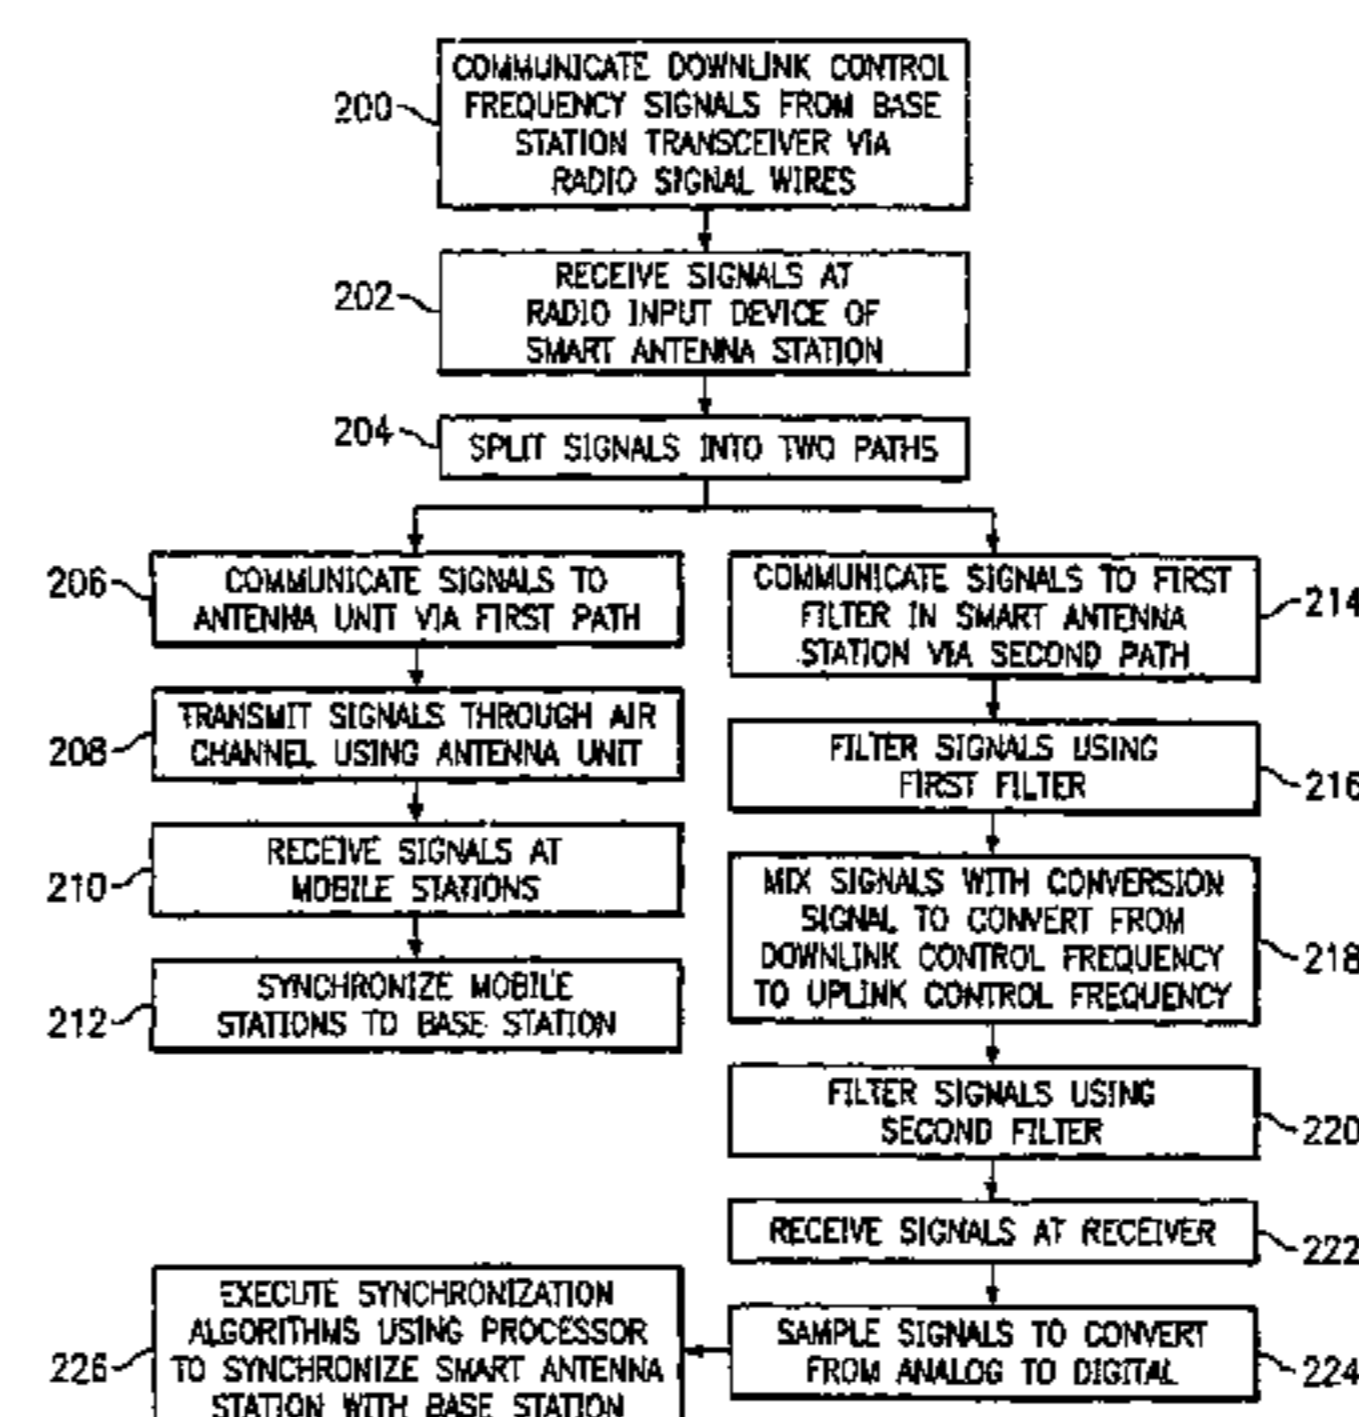 COMMUNICATE DOWNLINK CONTROL
FREQUENCY SIGNALS FROM BASE
STATION TRANSCEIVER VIA
RADIO SIGNAL WIRES
200
RECEIVE SIGNALS AT
RADIO INPUT DEVICE OF
SMART ANTENNA STATION
202
204
SPLIT SIGNALS INTO TWO PATHS
206
COMMUNICATE SIGNALS TO
ANTENNA UNIT VIA FIRST PATH
COMMUNICATE SIGNALS TO FIRST
FILTER IN SMART ANTENNA
STATION VIA SECOND PATH
214
208
TRANSMIT SIGNALS THROUGH AIR
CHANNEL USING ANTENNA UNIT
FILTER SIGNALS USING
FIRST FILTER
216
210
RECEIVE SIGNALS AT
MOBILE STATIONS
MIX SIGNALS WITH CONVERSION
SIGNAL TO CONVERT FROM
DOWNLINK CONTROL FREQUENCY
TO UPLINK CONTROL FREQUENCY
218
212
SYNCHRONIZE MOBILE
STATIONS TO BASE STATION
FILTER SIGNALS USING
SECOND FILTER
220
RECEIVE SIGNALS AT RECEIVER
222
SAMPLE SIGNALS TO CONVERT
FROM ANALOG TO DIGITAL
224
226
EXECUTE SYNCHRONIZATION
ALGORITHMS USING PROCESSOR
TO SYNCHRONIZE SMART ANTENNA
STATION WITH BASE STATION